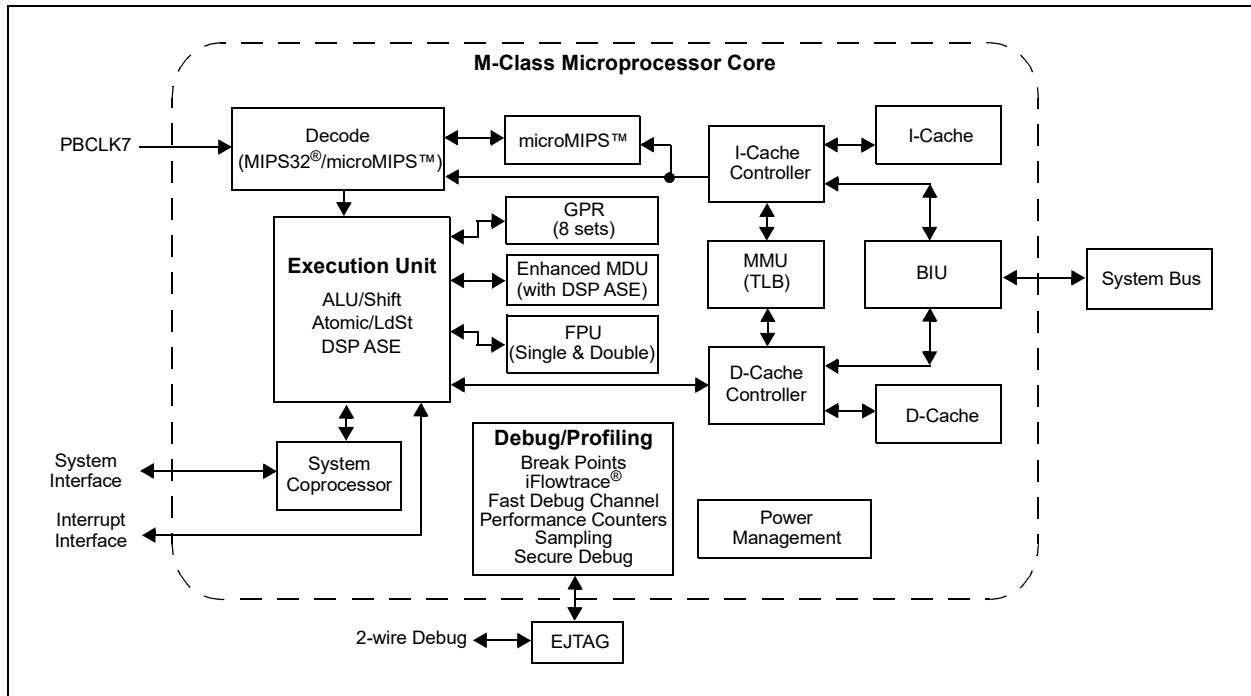 M-Class Microprocessor Core
PBCLK7
Decode
(MIPS32®/microMIPS™)
microMIPS™
I-Cache
Controller
I-Cache
GPR
(8 sets)
Execution Unit
ALU/Shift
Atomic/LdSt
DSP ASE
Enhanced MDU
(with DSP ASE)
MMU
(TLB)
BIU
System Bus
FPU
(Single & Double)
D-Cache
Controller
D-Cache
System
Interface
System
Coprocessor
Debug/Profiling
Break Points
iFlowtrace®
Fast Debug Channel
Performance Counters
Sampling
Secure Debug
Power
Management
Interrupt
Interface
2-wire Debug
EJTAG